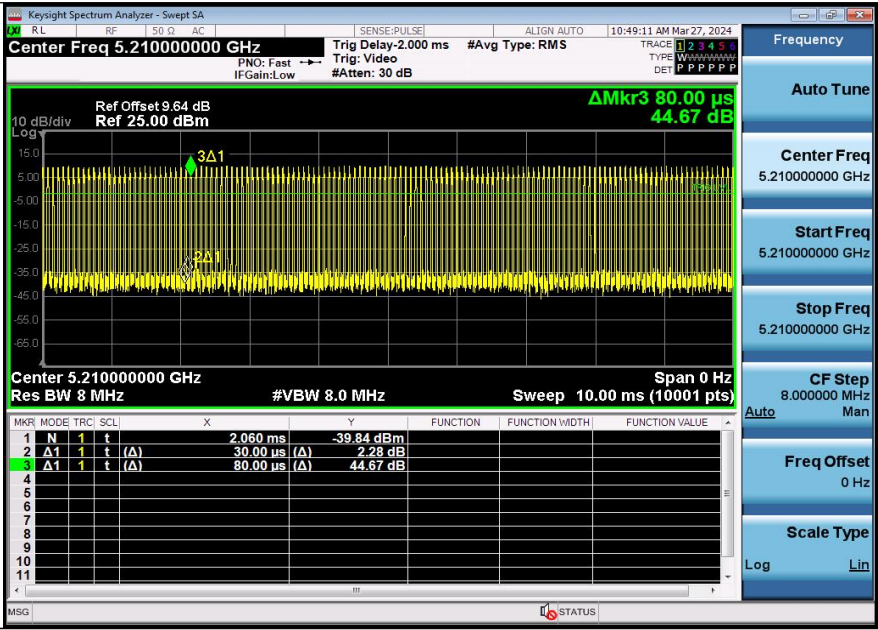 Keysight Spectrum Analyzer - Swept SA
LXI RL RF 50 Ω AC SENSE:PULSE ALIGN AUTO 10:49:11 AM Mar 27, 2024
Center Freq 5.210000000 GHz
PNO: Fast
IFGain:Low
Trig Delay-2.000 ms
Trig: Video
#Atten: 30 dB
#Avg Type: RMS
TRACE 1 2 3 4 5 6
TYPE WWWWWW
DET P P P P P P
ΔMkr3 80.00 µs
44.67 dB
Ref Offset 9.64 dB
10 dB/div Ref 25.00 dBm
Log
15.0
5.00
-5.00
-15.0
-25.0
-35.0
-45.0
-55.0
-65.0
3Δ1
2Δ1
Center 5.210000000 GHz Span 0 Hz
Res BW 8 MHz #VBW 8.0 MHz Sweep 10.00 ms (10001 pts)
MKR MODE TRC SCL X Y FUNCTION FUNCTION WIDTH FUNCTION VALUE
1 N 1 t 2.060 ms -39.84 dBm
2 Δ1 1 t (Δ) 30.00 µs (Δ) 2.28 dB
3 Δ1 1 t (Δ) 80.00 µs (Δ) 44.67 dB
4
5
6
7
8
9
10
11
MSG STATUS
Frequency
Auto Tune
Center Freq
5.210000000 GHz
Start Freq
5.210000000 GHz
Stop Freq
5.210000000 GHz
CF Step
8.000000 MHz
Auto Man
Freq Offset
0 Hz
Scale Type
Log Lin